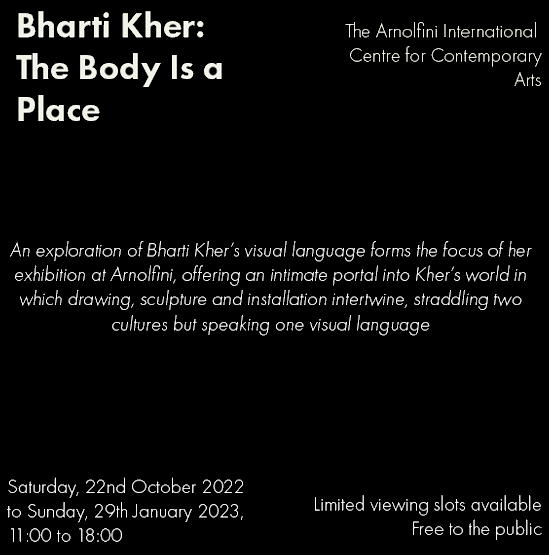 Bharti Kher:
The Body Is a
Place
The Arnolfini International
Centre for Contemporary
Arts
An exploration of Bharti Kher's visual language forms the focus of her
exhibition at Arnolfini, offering an intimate portal into Kher's world in
which drawing, sculpture and installation intertwine, straddling two
cultures but speaking one visual language
Saturday, 22nd October 2022
to Sunday, 29th January 2023,
11:00 to 18:00
Limited viewing slots available
Free to the public